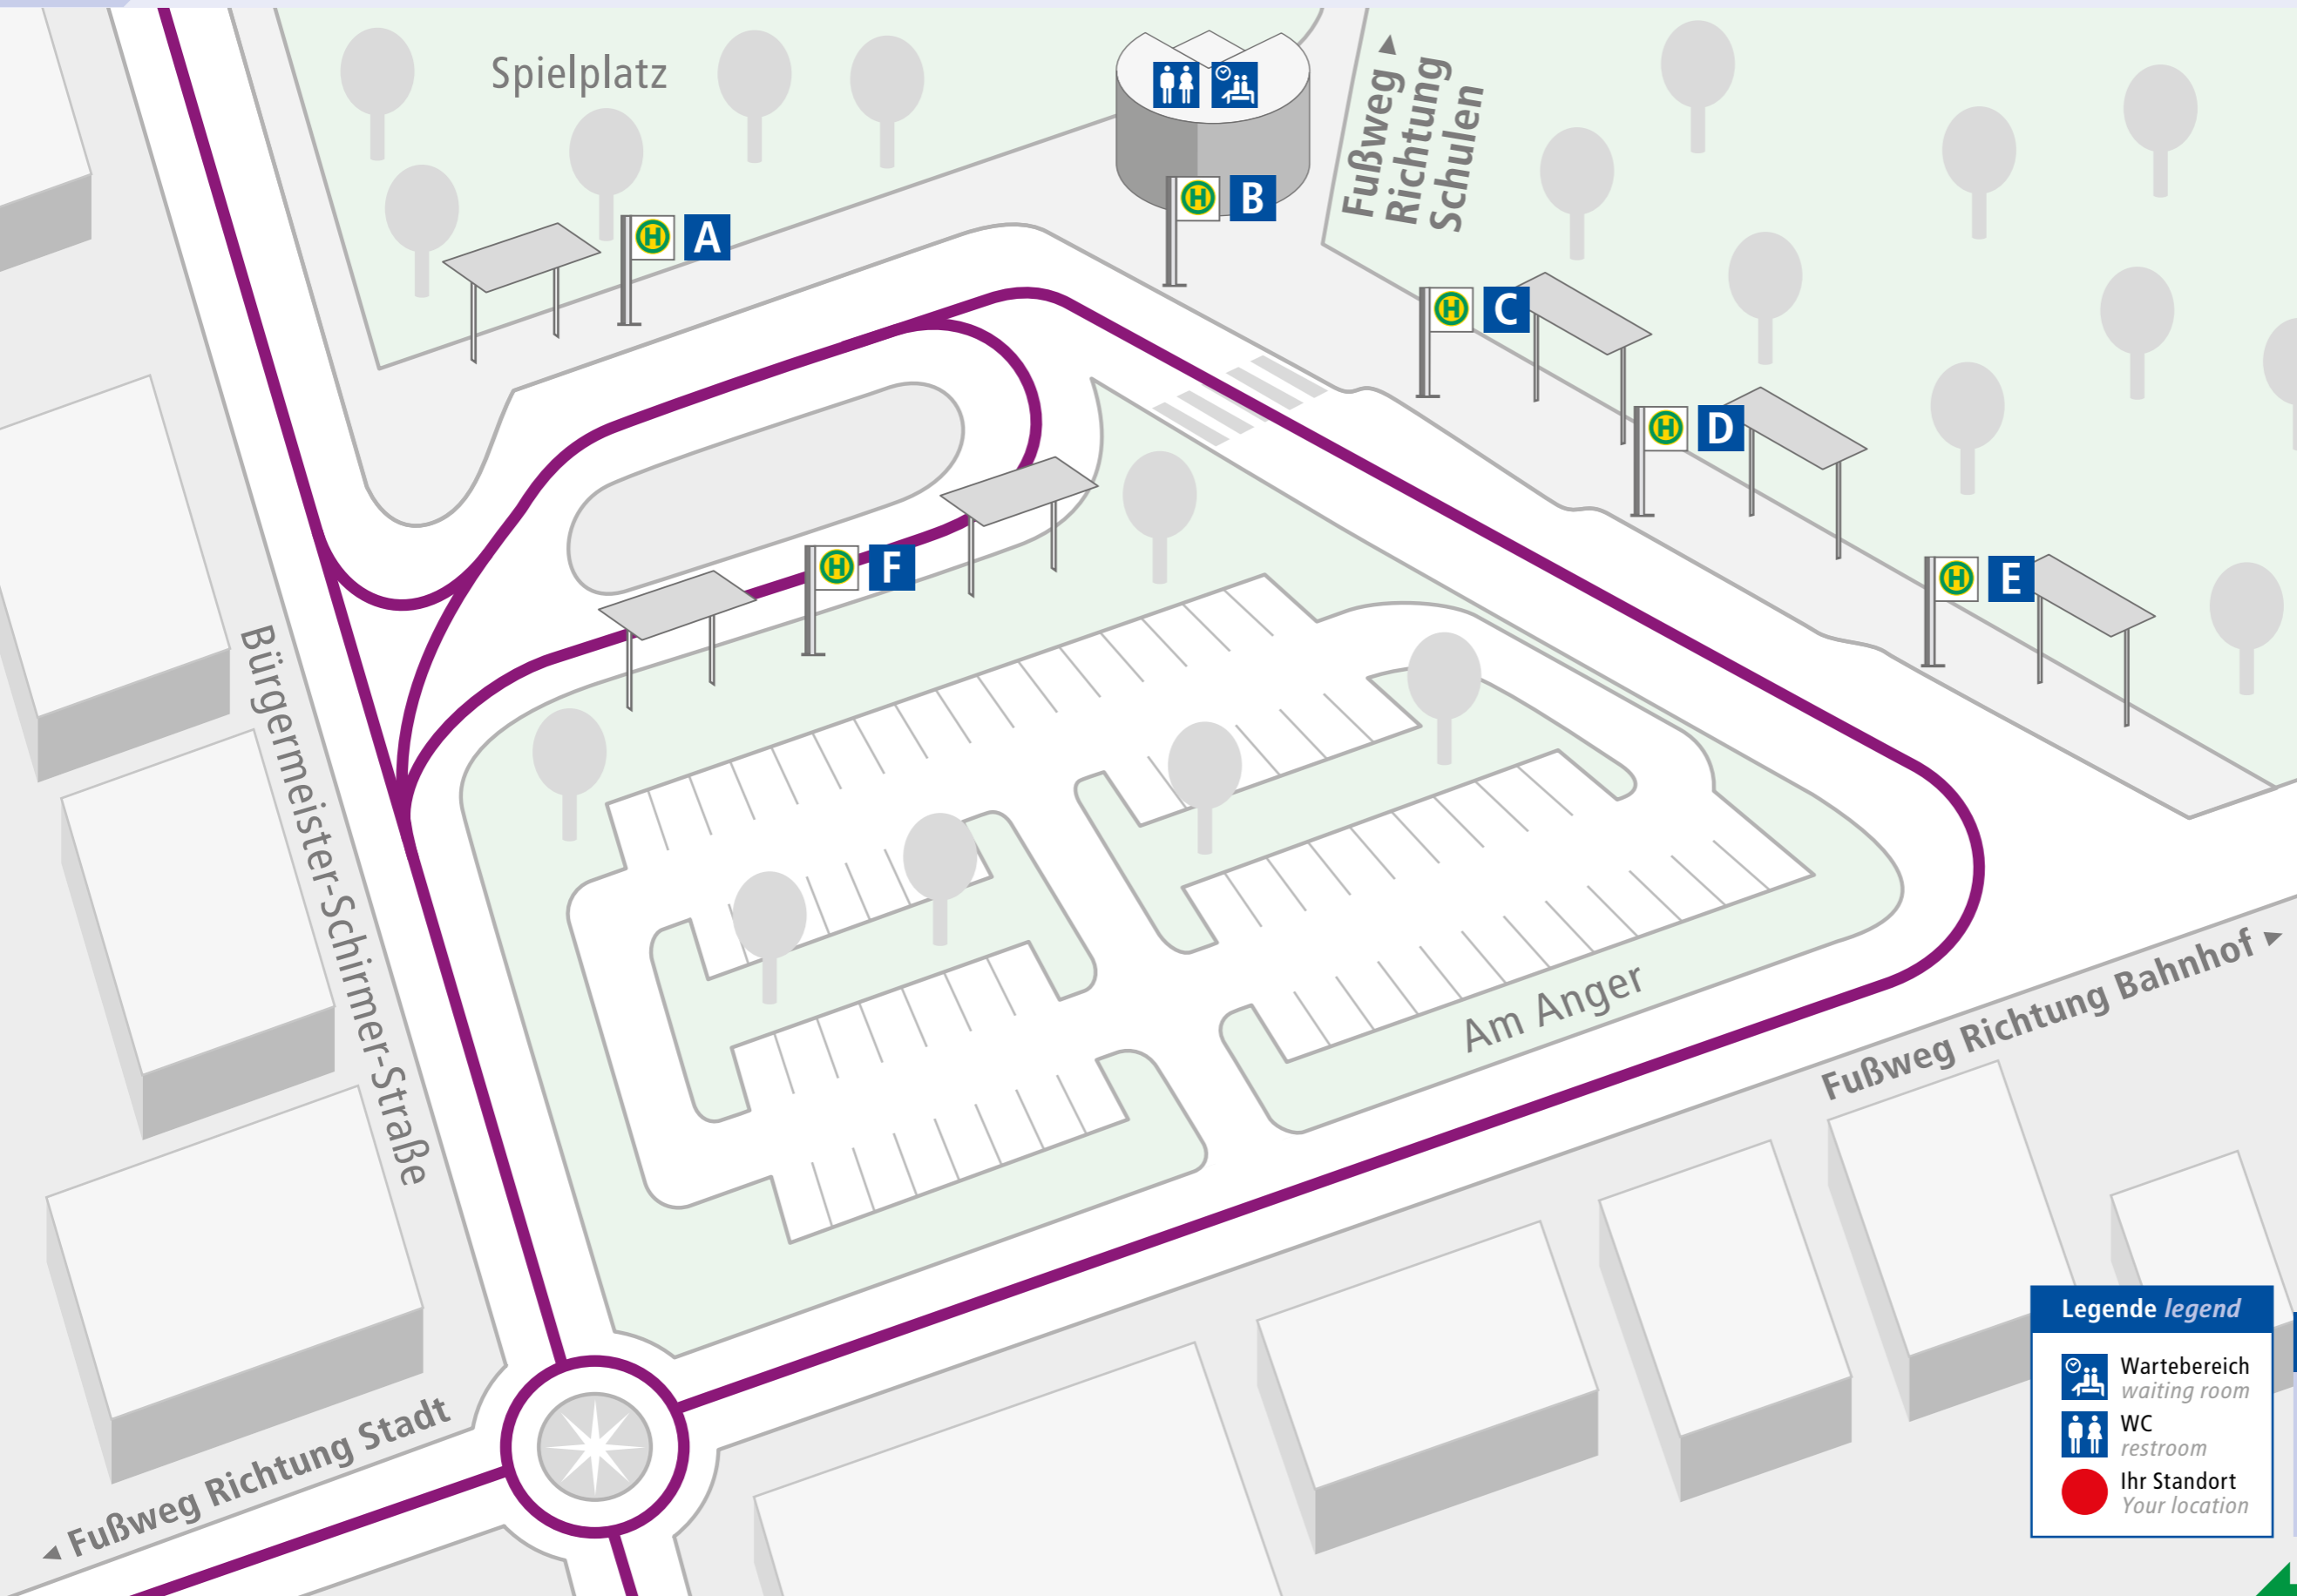 Spielplatz
Fußweg
Richtung
Schulen
H A
H B
H C
H D
H E
H F
Bürgermeister-Schirmer-Straße
Am Anger
Fußweg Richtung Bahnhof
Fußweg Richtung Stadt
Legende legend
Wartebereich
waiting room
WC
restroom
Ihr Standort
Your location